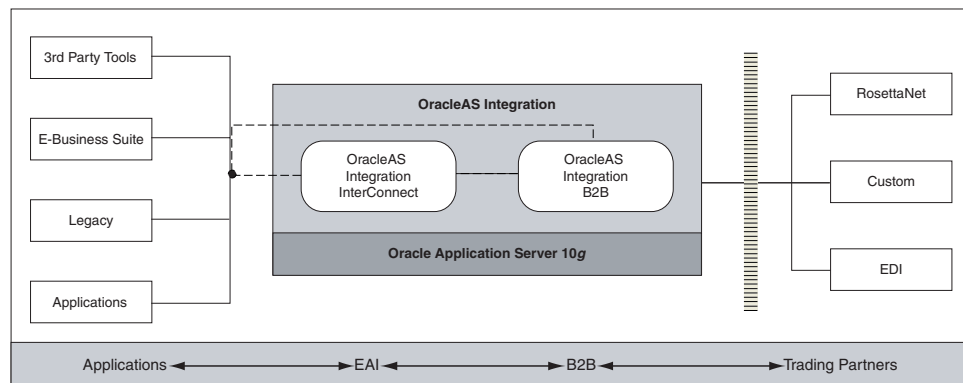 3rd Party Tools
E-Business Suite
Legacy
Applications
OracleAS Integration
OracleAS
Integration
InterConnect
OracleAS
Integration
B2B
Oracle Application Server 10g
RosettaNet
Custom
EDI
Applications
EAI
B2B
Trading Partners